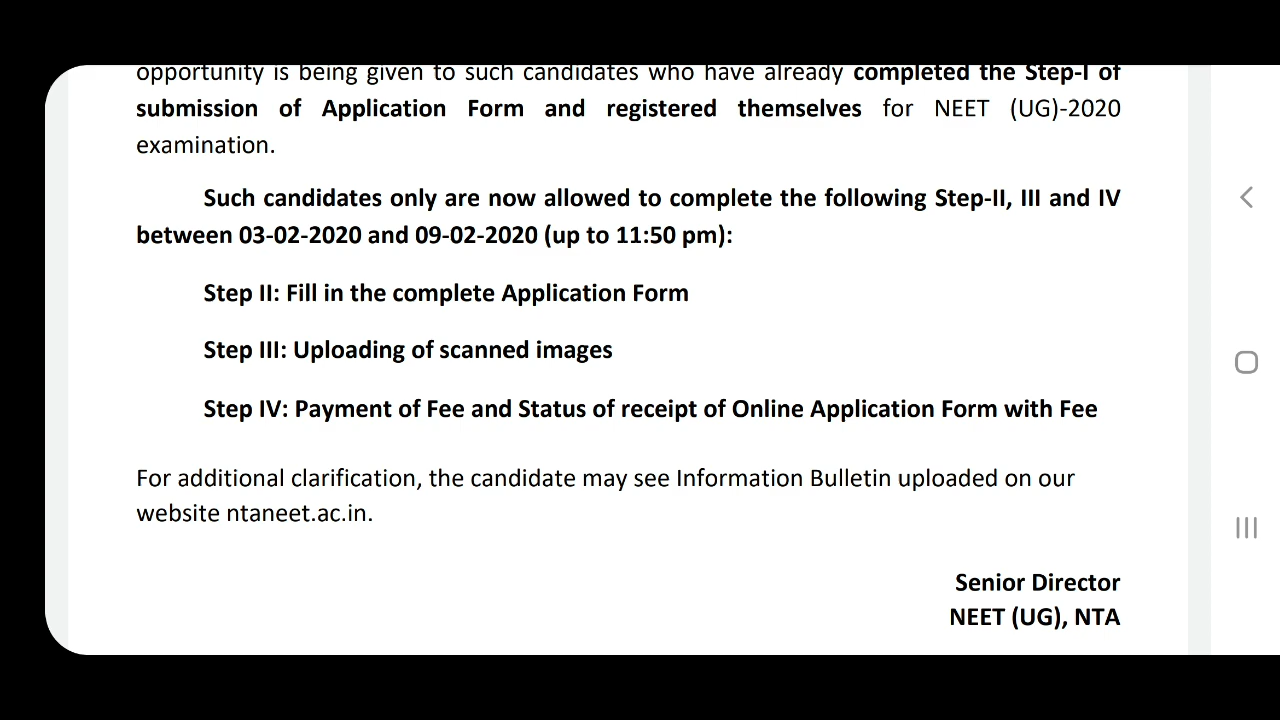 opportunity is being given to such candidates who have already completed the Step-I of
submission of Application Form and registered themselves for NEET (UG)-2020
examination.
Such candidates only are now allowed to complete the following Step-II, III and IV
between 03-02-2020 and 09-02-2020 (up to 11:50 pm):
Step II: Fill in the complete Application Form
Step III: Uploading of scanned images
Step IV: Payment of Fee and Status of receipt of Online Application Form with Fee
For additional clarification, the candidate may see Information Bulletin uploaded on our
website ntaneet.ac.in.
Senior Director
NEET (UG), NTA